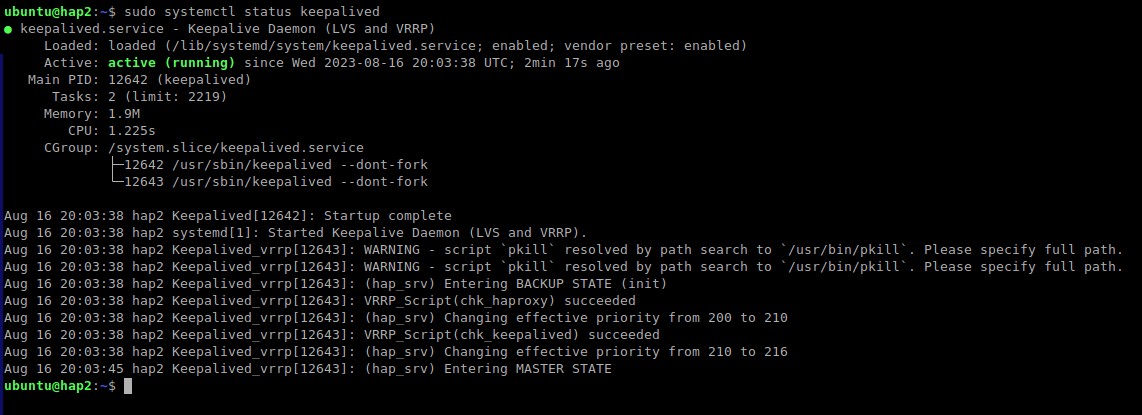 ubuntu@hap2:~$ sudo systemctl status keepalived
● keepalived.service - Keepalive Daemon (LVS and VRRP)
     Loaded: loaded (/lib/systemd/system/keepalived.service; enabled; vendor preset: enabled)
     Active: active (running) since Wed 2023-08-16 20:03:38 UTC; 2min 17s ago
   Main PID: 12642 (keepalived)
      Tasks: 2 (limit: 2219)
     Memory: 1.9M
        CPU: 1.225s
     CGroup: /system.slice/keepalived.service
             ├─12642 /usr/sbin/keepalived --dont-fork
             └─12643 /usr/sbin/keepalived --dont-fork

Aug 16 20:03:38 hap2 Keepalived[12642]: Startup complete
Aug 16 20:03:38 hap2 systemd[1]: Started Keepalive Daemon (LVS and VRRP).
Aug 16 20:03:38 hap2 Keepalived_vrrp[12643]: WARNING - script `pkill` resolved by path search to `/usr/bin/pkill`. Please specify full path.
Aug 16 20:03:38 hap2 Keepalived_vrrp[12643]: WARNING - script `pkill` resolved by path search to `/usr/bin/pkill`. Please specify full path.
Aug 16 20:03:38 hap2 Keepalived_vrrp[12643]: (hap_srv) Entering BACKUP STATE (init)
Aug 16 20:03:38 hap2 Keepalived_vrrp[12643]: VRRP_Script(chk_haproxy) succeeded
Aug 16 20:03:38 hap2 Keepalived_vrrp[12643]: (hap_srv) Changing effective priority from 200 to 210
Aug 16 20:03:38 hap2 Keepalived_vrrp[12643]: VRRP_Script(chk_keepalived) succeeded
Aug 16 20:03:38 hap2 Keepalived_vrrp[12643]: (hap_srv) Changing effective priority from 210 to 216
Aug 16 20:03:45 hap2 Keepalived_vrrp[12643]: (hap_srv) Entering MASTER STATE
ubuntu@hap2:~$